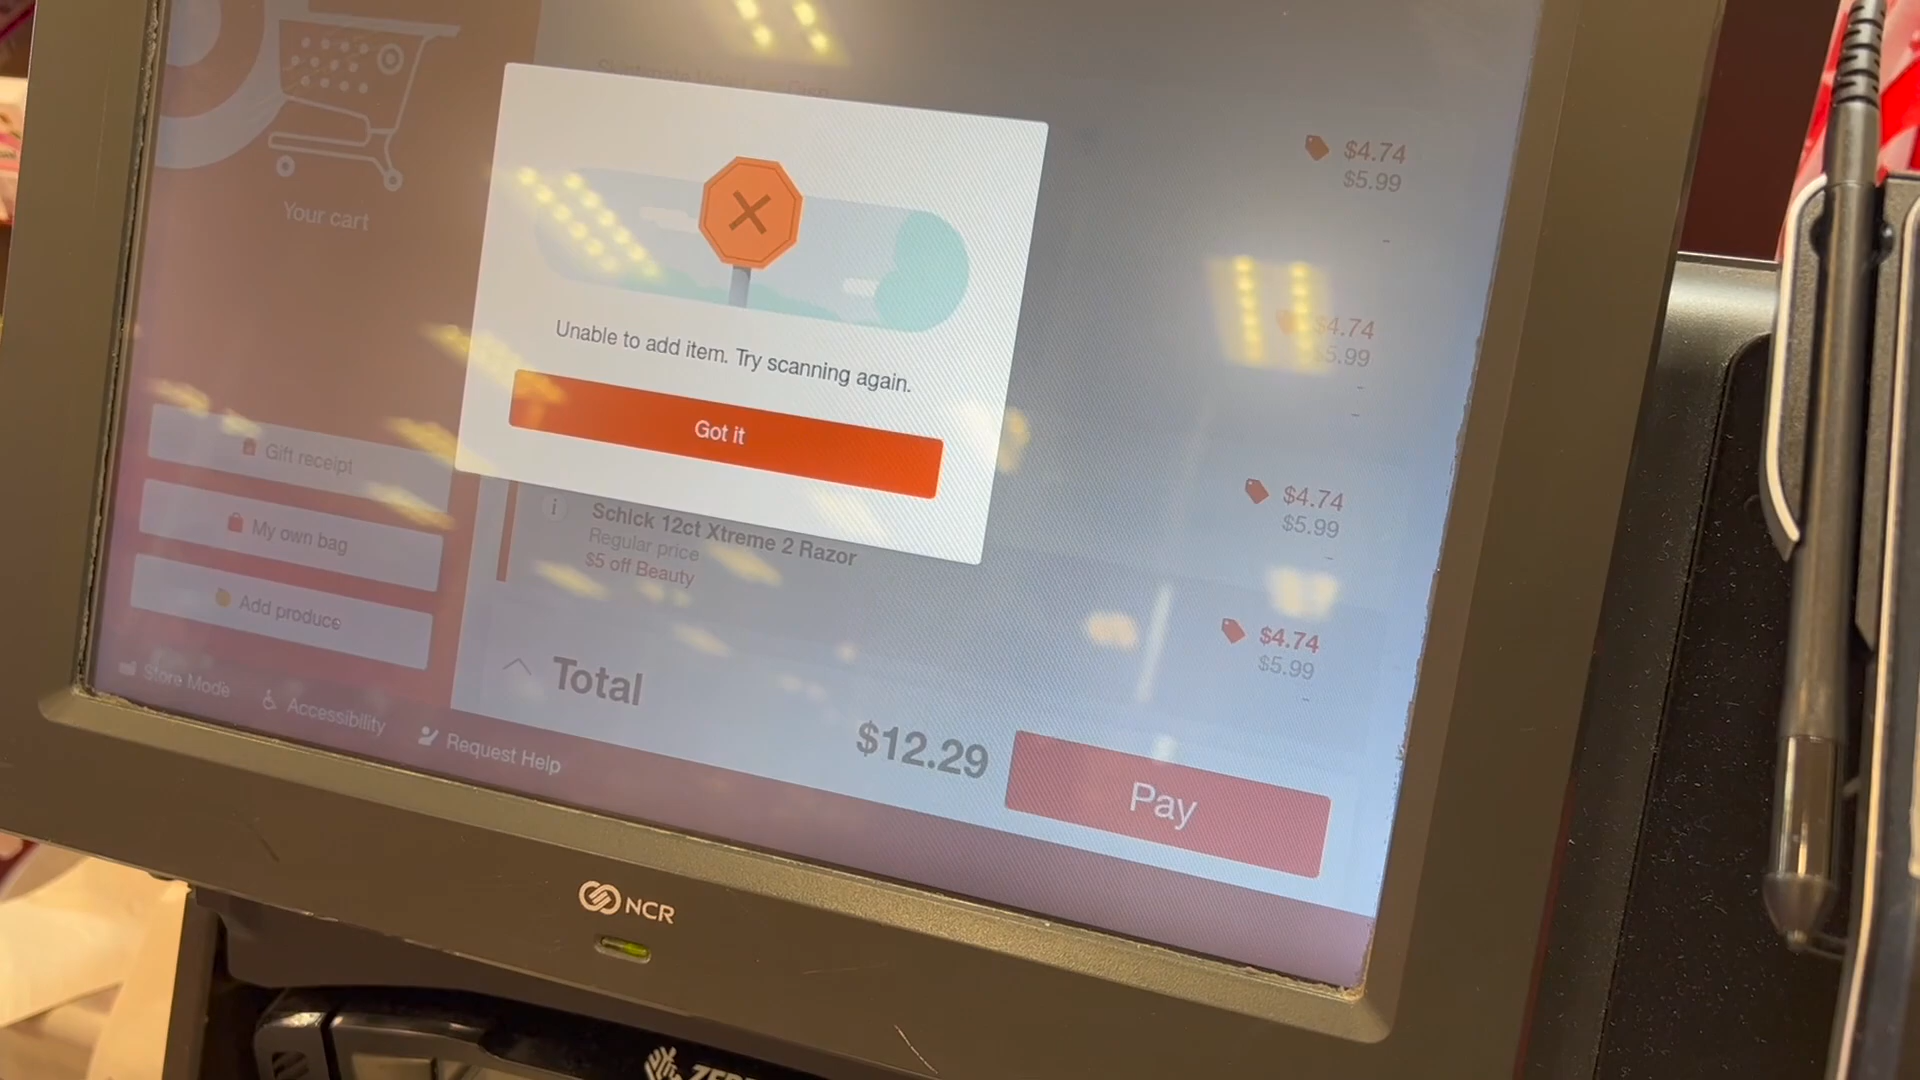 $4.74
$5.99
-
Your cart
Unable to add item. Try scanning again.
Got it
$4.74
$5.99
-
-
Gift receipt
My own bag
Add produce
i
Schick 12ct Xtreme 2 Razor
Regular price
$5 off Beauty
$4.74
$5.99
-
$4.74
$5.99
-
Total
$12.29
Pay
Store Mode
Accessibility
Request Help
NCR